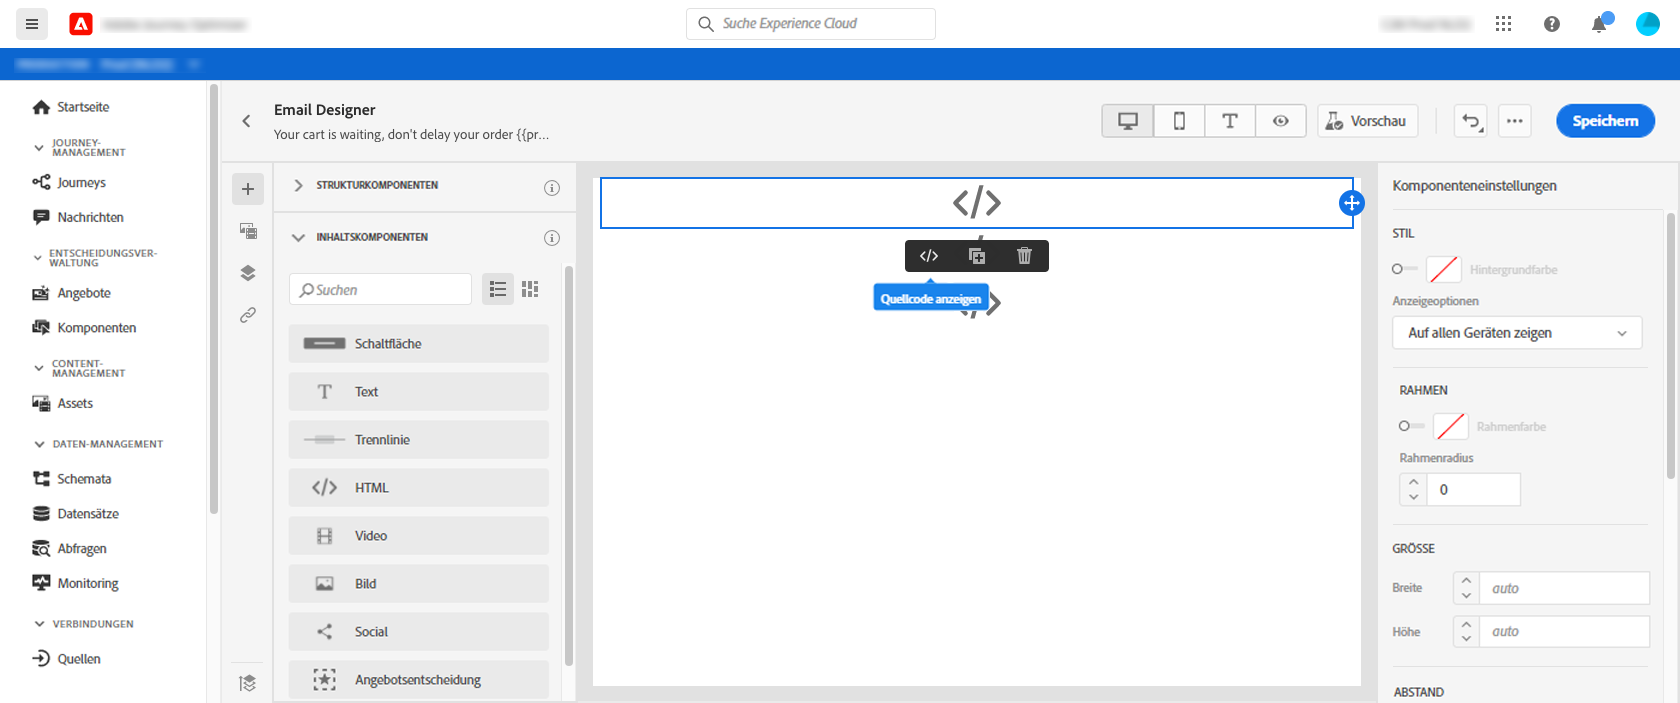 Suche Experience Cloud
Startseite
JOURNEY-
MANAGEMENT
Journeys
Nachrichten
ENTSCHEIDUNGSVER-
WALTUNG
Angebote
Komponenten
CONTENT-
MANAGEMENT
Assets
DATEN-MANAGEMENT
Schemata
Datensätze
Abfragen
Monitoring
VERBINDUNGEN
Quellen
Email Designer
Your cart is waiting, don't delay your order {{pr...
Vorschau
Speichern
STRUKTURKOMPONENTEN
INHALTSKOMPONENTEN
Suchen
Schaltfläche
Text
Trennlinie
HTML
Video
Bild
Social
Angebotsentscheidung
Quellcode anzeigen
Komponenteneinstellungen
STIL
Hintergrundfarbe
Anzeigeoptionen
Auf allen Geräten zeigen
RAHMEN
Rahmenfarbe
Rahmenradius
0
GRÖSSE
Breite
auto
Höhe
auto
ABSTAND